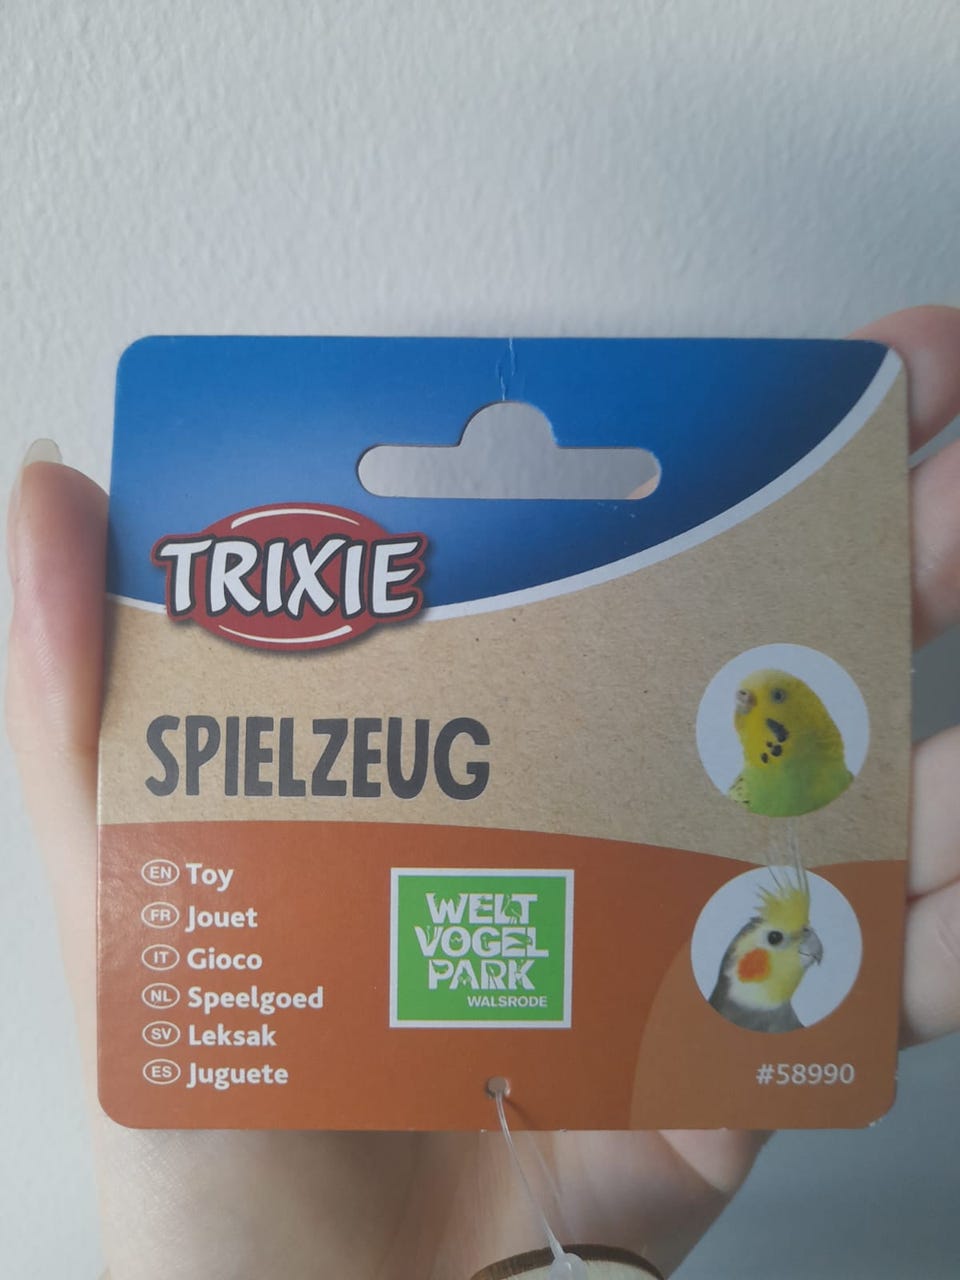 TRIXIE
SPIELZEUG
EN Toy
FR Jouet
IT Gioco
NL Speelgoed
SV Leksak
ES Juguete
WELT
VOGEL
PARK
WALSRODE
#58990